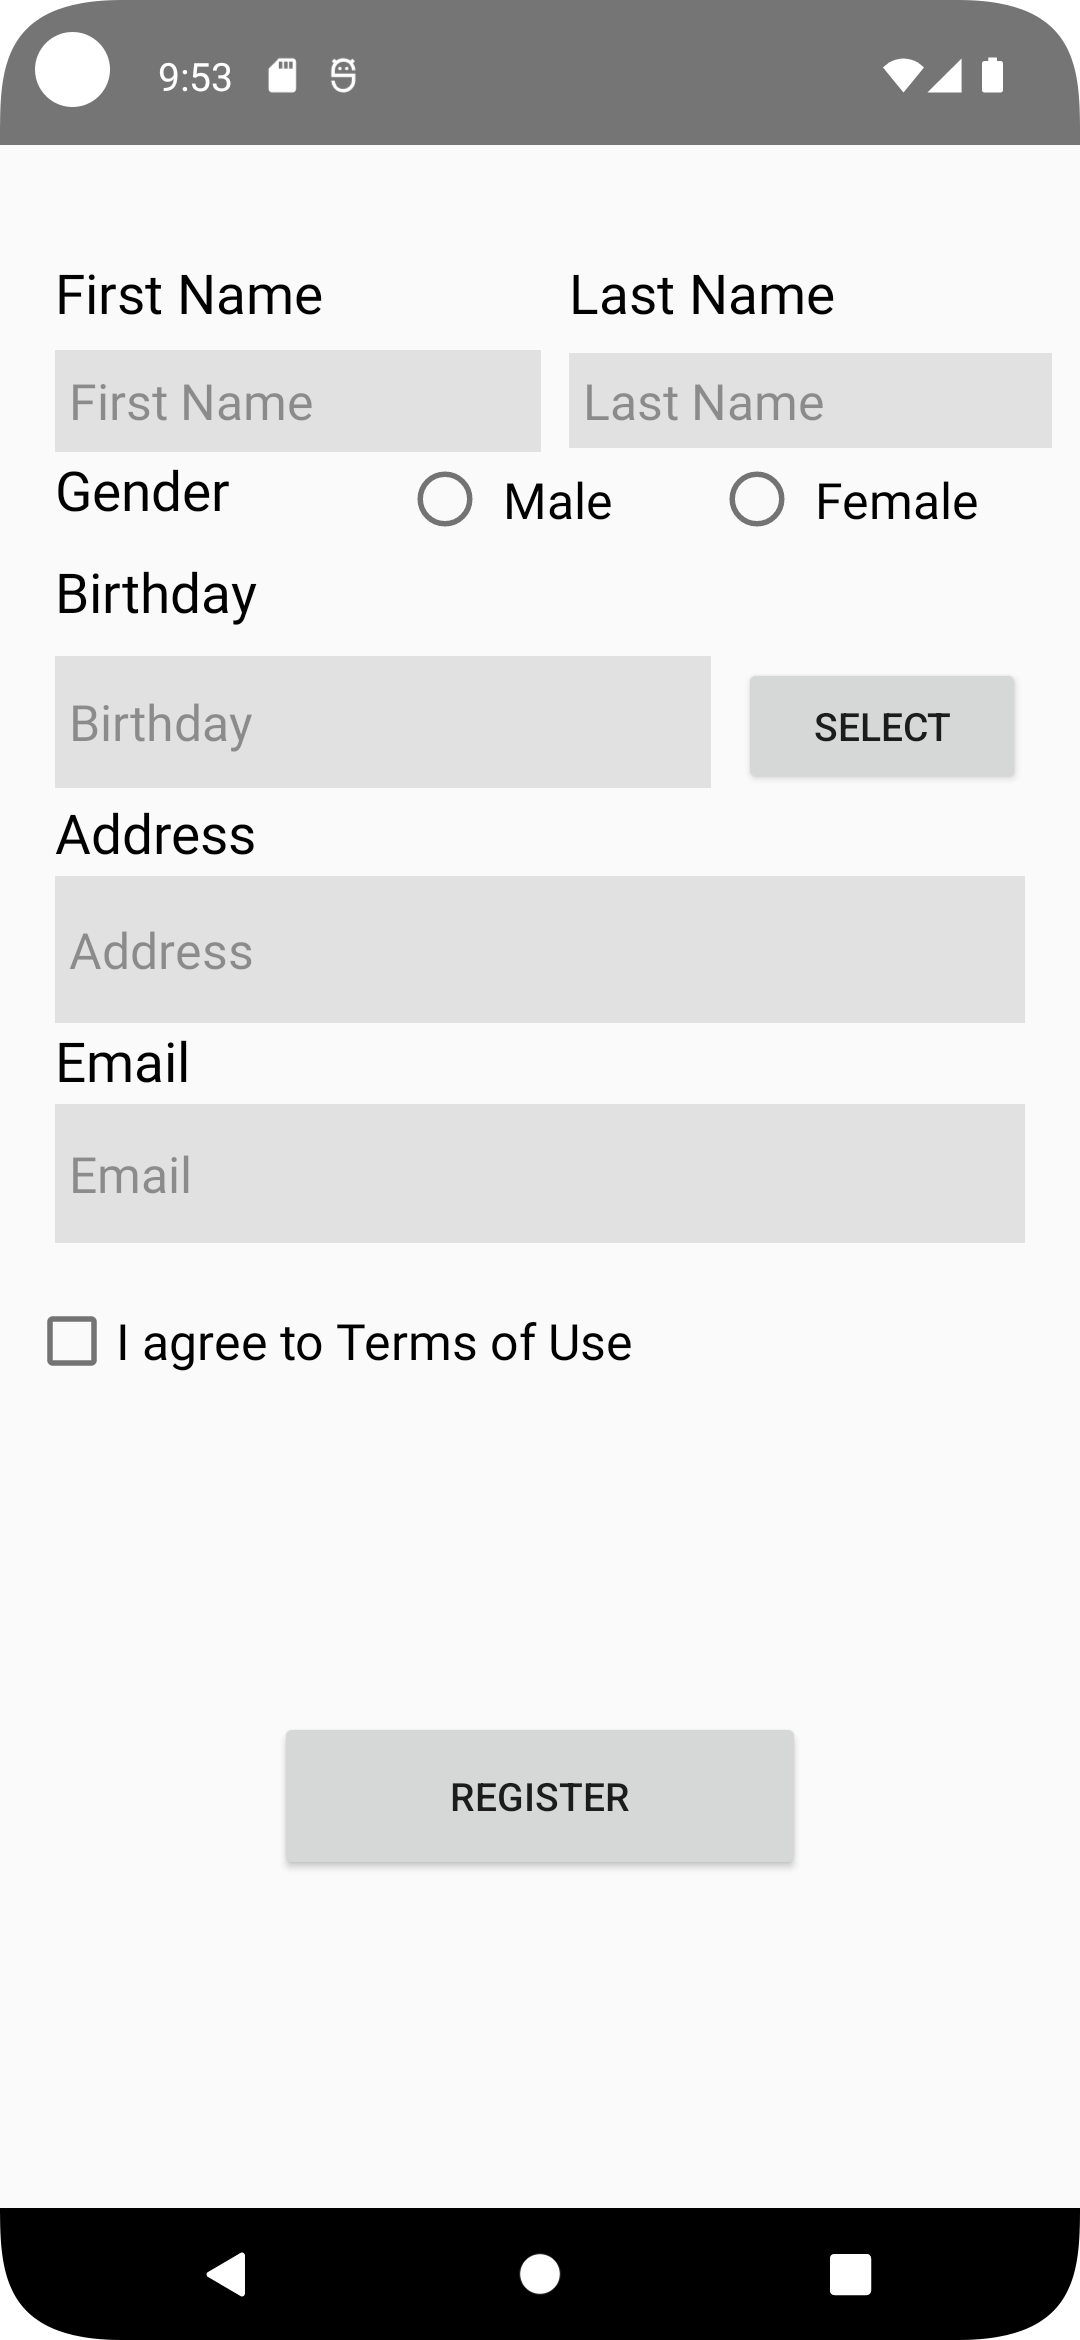 9:53
First Name Last Name
First Name Last Name
Gender Male Female
Birthday
Birthday SELECT
Address
Address
Email
Email
I agree to Terms of Use
REGISTER